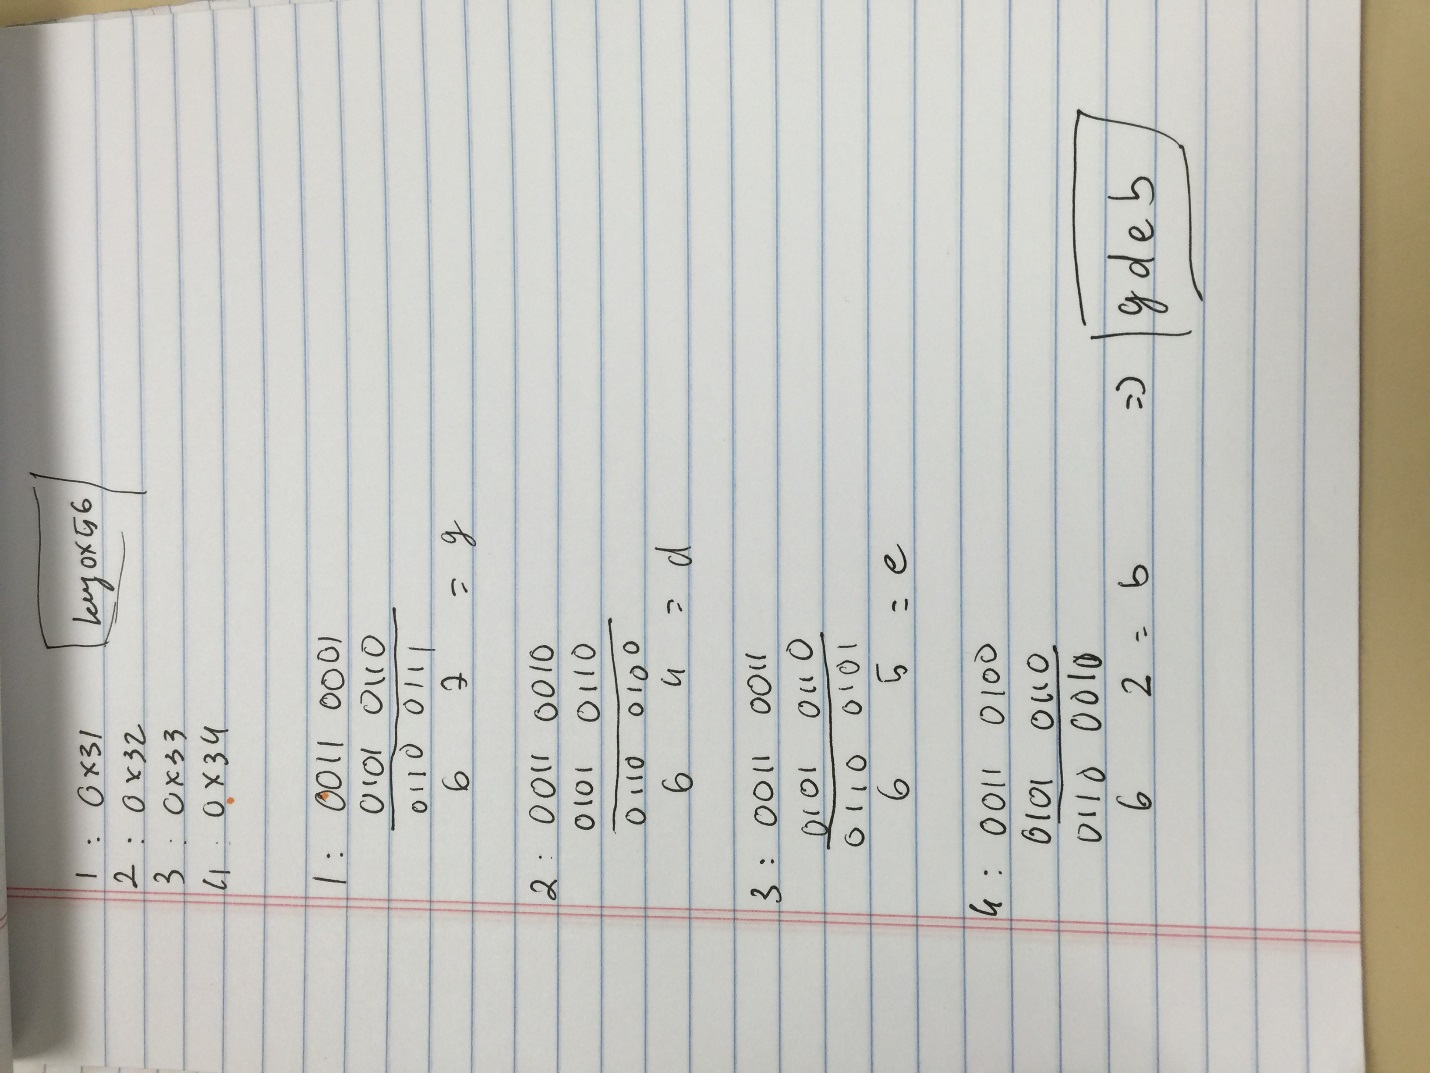 key 0x56
1 : 0x31
2 : 0x32
3 : 0x33
4 : 0x34
1 : 0011 0001
0101 0110
0110 0111
6 7 = g
2 : 0011 0010
0101 0110
0110 0100
6 4 = d
3 : 0011 0011
0101 0110
0110 0101
6 5 = e
4 : 0011 0100
0101 0110
0110 0010
6 2 = b => gdeb